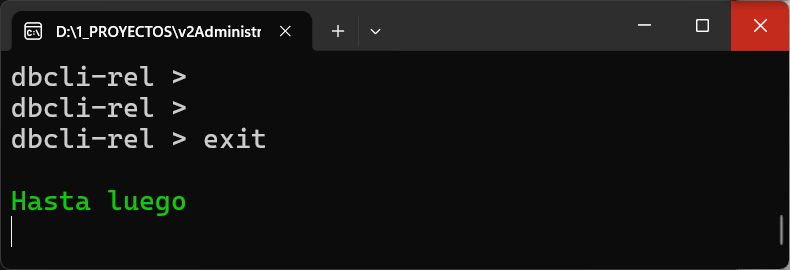 D:\1_PROYECTOS\v2Administr
dbcli-rel >
dbcli-rel >
dbcli-rel > exit
Hasta luego